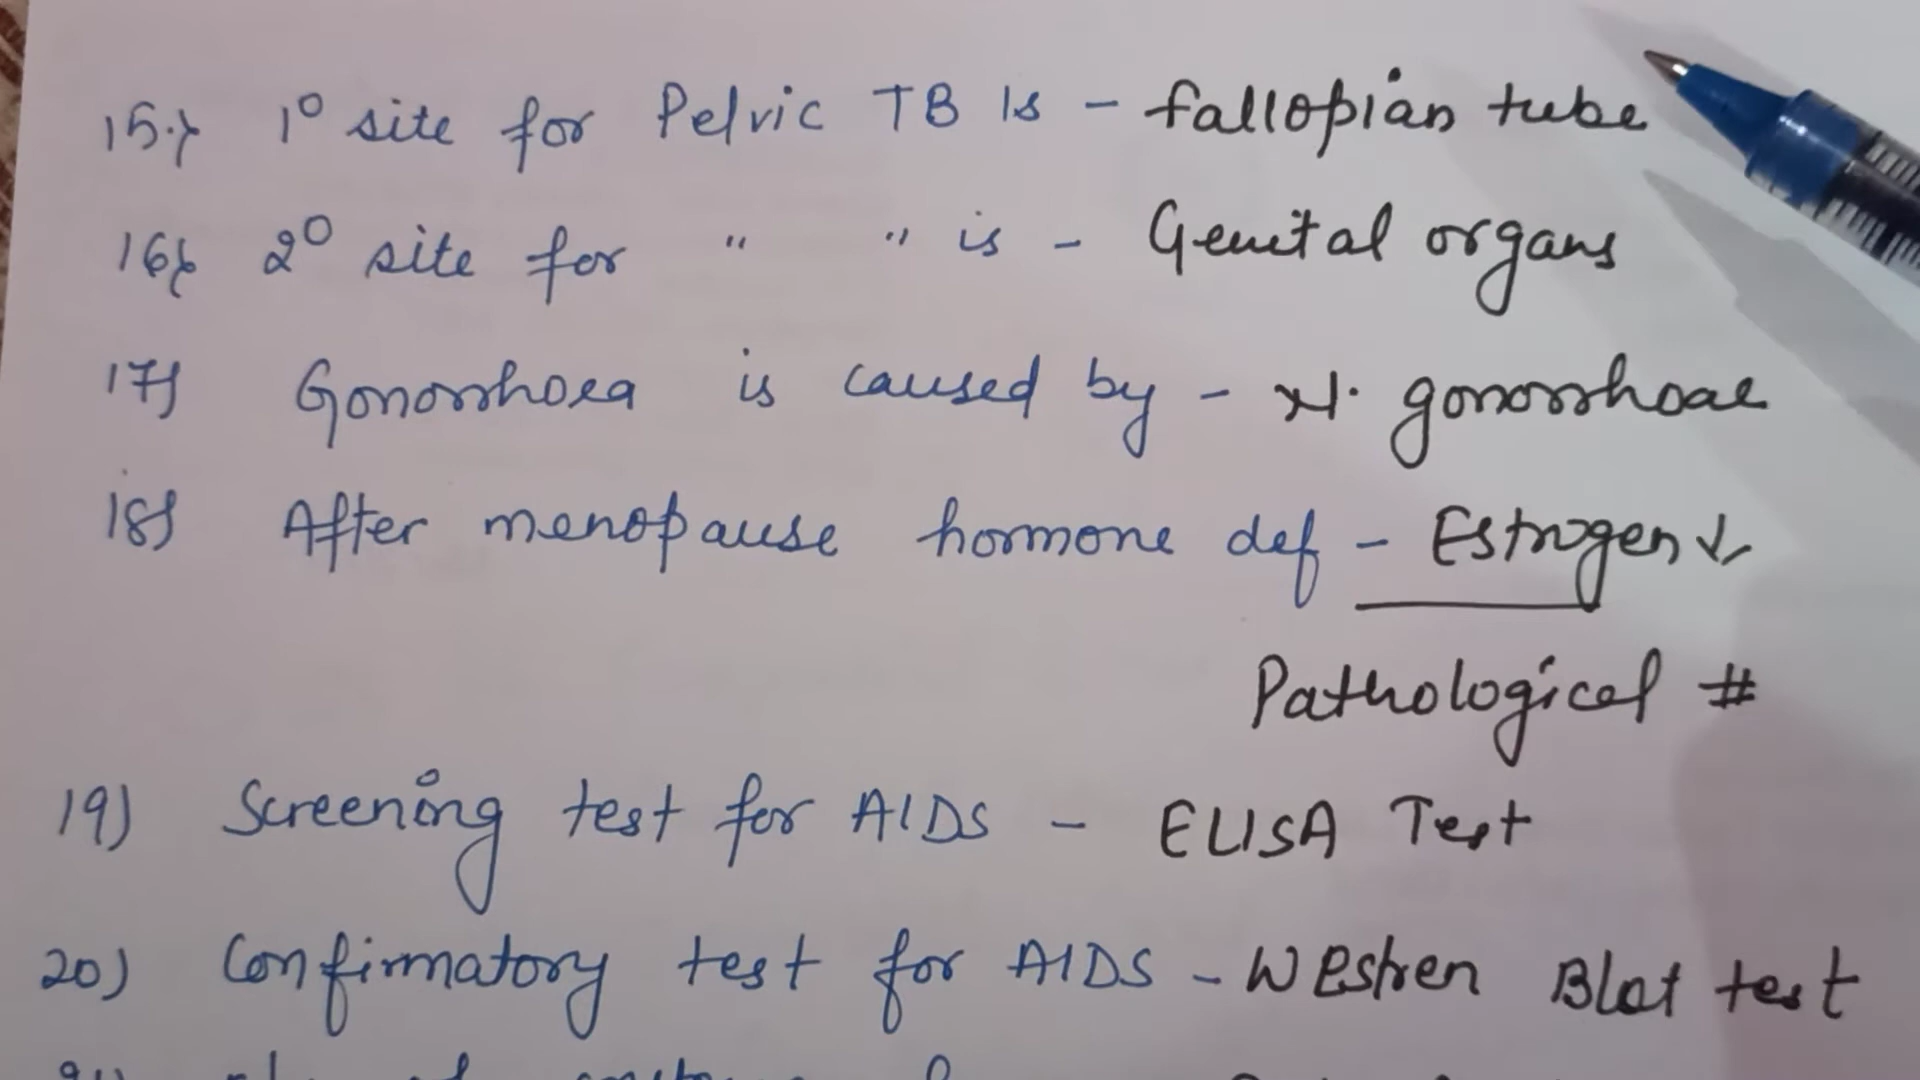 15.} 1° site for Pelvic TB is - fallopian tube
16} 2° site for " " is - Genital organs
17} Gonorrhoea is caused by - N. gonorrhoae
18} After menopause hormone def - Estrogen ↓
Pathological #
19) Screening test for AIDS - ELISA Test
20) Confirmatory test for AIDS - Westren Blot test